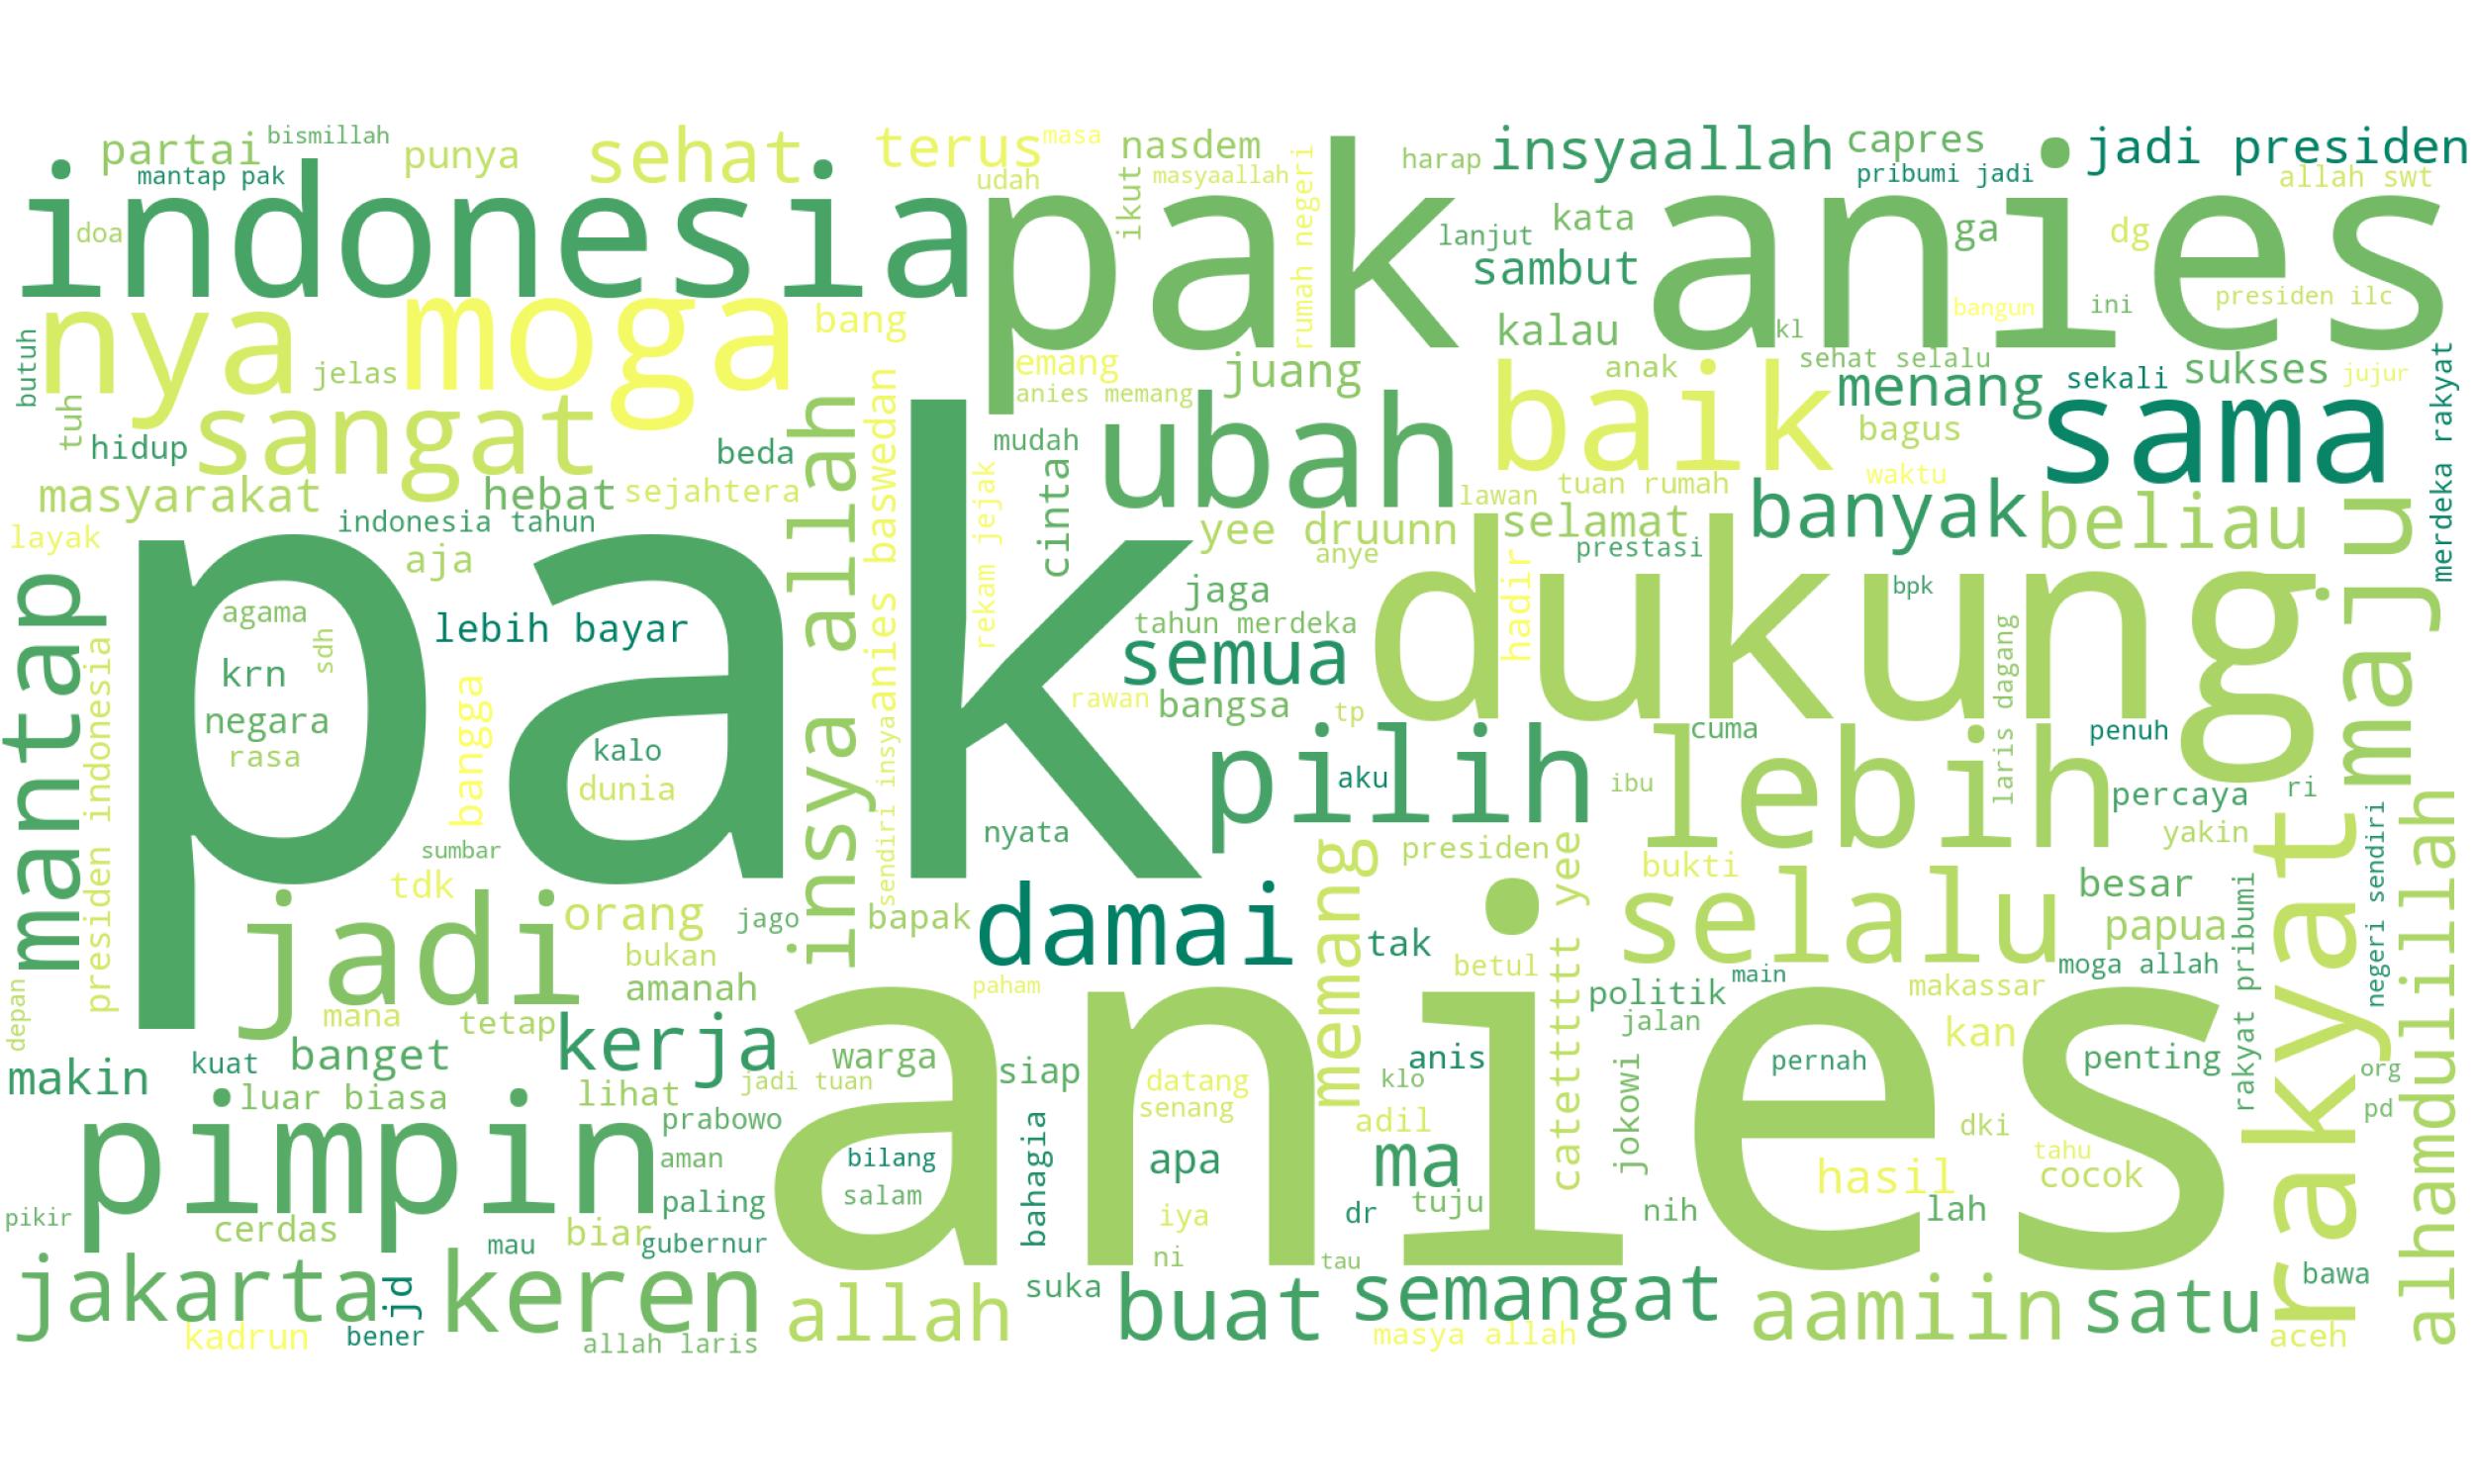 partai
bismillah
punya
sehat
terus
masa
nasdem
harap
insyaallah
capres
jadi presiden
mantap pak
udah
ikut
masyaallah
rumah negeri
pribumi jadi
allah swt
indonesia
pak anies
doa
lanjut
kata
ga
dg
sambut
presiden ilc
bangun
ini
nya
moga
bang
kalau
kl
butuh
jelas
emang
anies memang
juang
baik
anak
sehat selalu
menang
sekali
sukses
jujur
merdeka rakyat
tuh
hidup
sangat
beda
insya allah
anies baswedan
mudah
ubah
bagus
sama
masyarakat
hebat
sejahtera
rekam jejak
cinta
lawan
tuan rumah
waktu
banyak
beliau
maju
layak
indonesia tahun
aja
yee druunn
selamat
anye
prestasi
mantap
pak
agama
sdh
lebih bayar
jaga
tahun merdeka
hadir
dukung
bpk
krn
semua
presiden indonesia
negara
bangga
rasa
kalo
dunia
rawan
bangsa
tp
laris dagang
cuma
penuh
sendiri insya
pilih
aku
ibu
lebih
percaya
ri
sumbar
nyata
memang
presiden
catettttttt yee
bukti
yakin
rakyat
negeri sendiri
alhamdulillah
tdk
jadi
orang
jago
bapak
damai
tak
selalu
besar
papua
bukan
betul
moga allah
rakyat pribumi
depan
amanah
paham
politik
main
makassar
mana
tetap
kerja
anies
jalan
kan
makin
kuat
banget
warga
siap
anis
pernah
penting
org
luar biasa
lihat
jadi tuan
datang
klo
jokowi
pimpin
prabowo
senang
adil
dki
pd
aman
bilang
bahagia
apa
ma
hasil
tahu
cocok
pikir
cerdas
paling
salam
iya
dr
tuju
nih
lah
mau
biar
gubernur
ni
tau
jakarta
jd
keren
allah
suka
buat
semangat
aamiin
satu
bawa
kadrun
bener
allah laris
masya allah
aceh